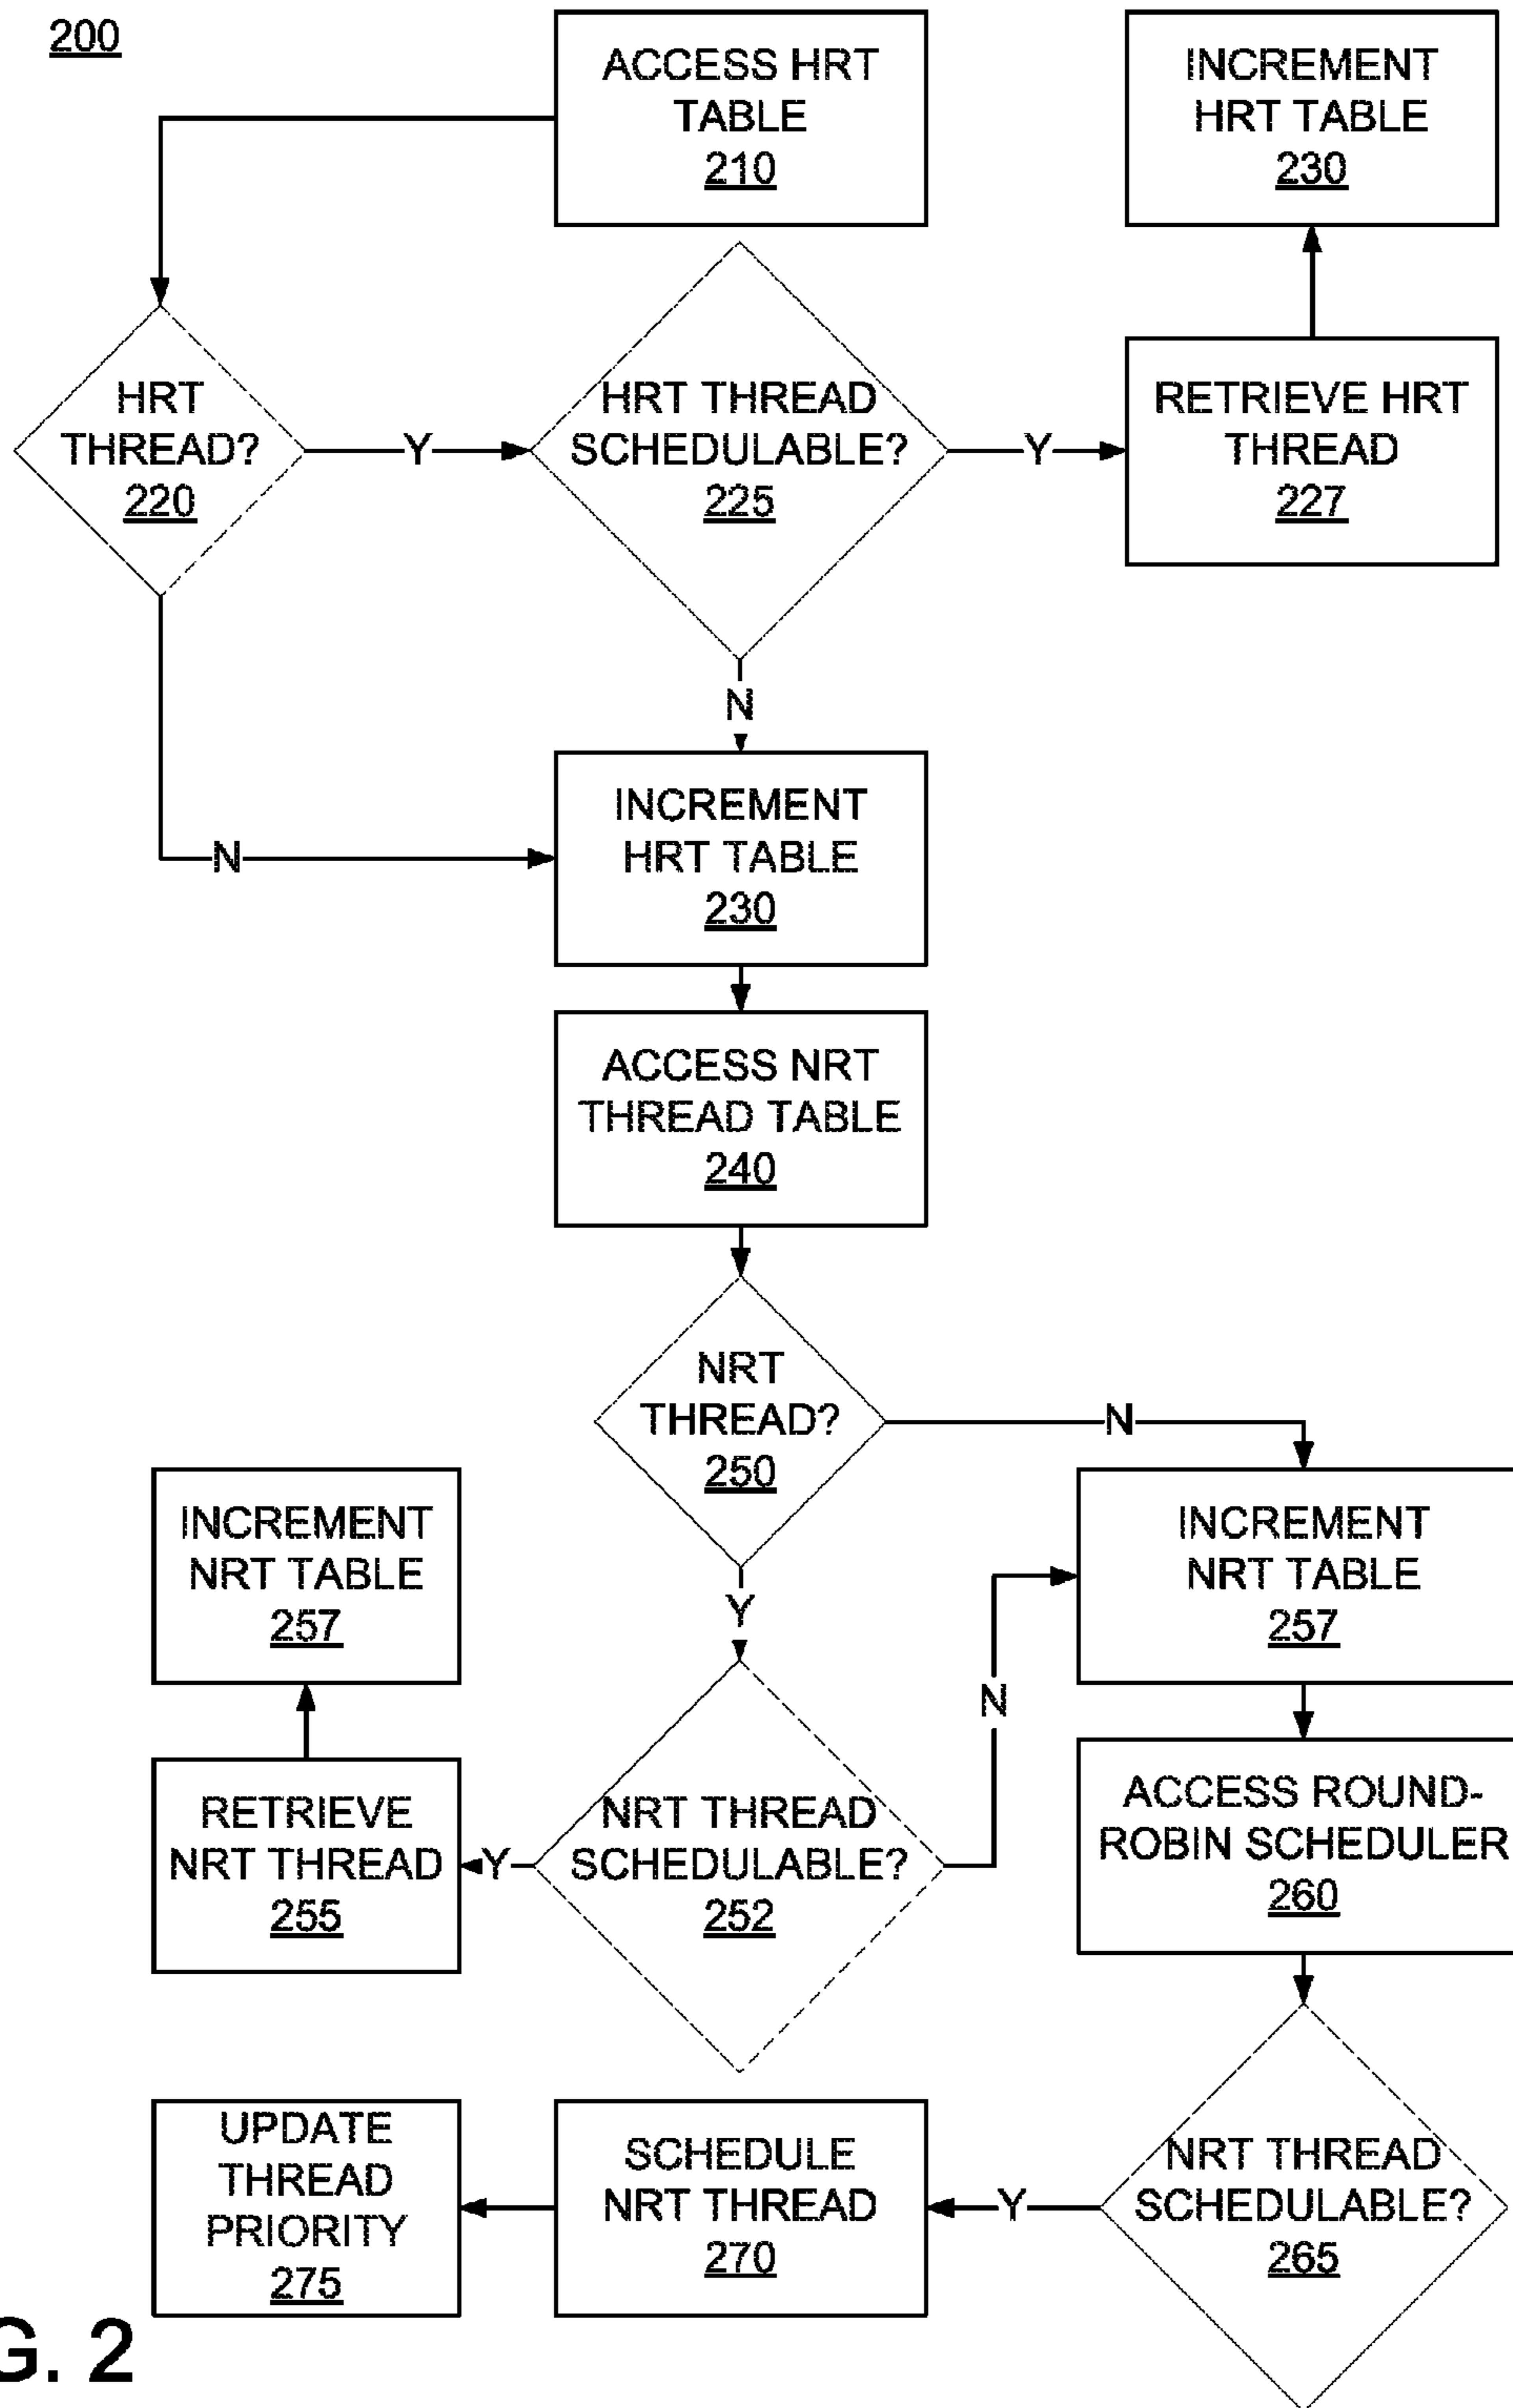 200
ACCESS HRT
TABLE
210
INCREMENT
HRT TABLE
230
HRT
THREAD?
220
Y
HRT THREAD
SCHEDULABLE?
225
Y
RETRIEVE HRT
THREAD
227
N
N
INCREMENT
HRT TABLE
230
ACCESS NRT
THREAD TABLE
240
NRT
THREAD?
250
N
Y
INCREMENT
NRT TABLE
257
INCREMENT
NRT TABLE
257
N
RETRIEVE
NRT THREAD
255
Y
NRT THREAD
SCHEDULABLE?
252
ACCESS ROUND-
ROBIN SCHEDULER
260
UPDATE
THREAD
PRIORITY
275
SCHEDULE
NRT THREAD
270
Y
NRT THREAD
SCHEDULABLE?
265
G. 2